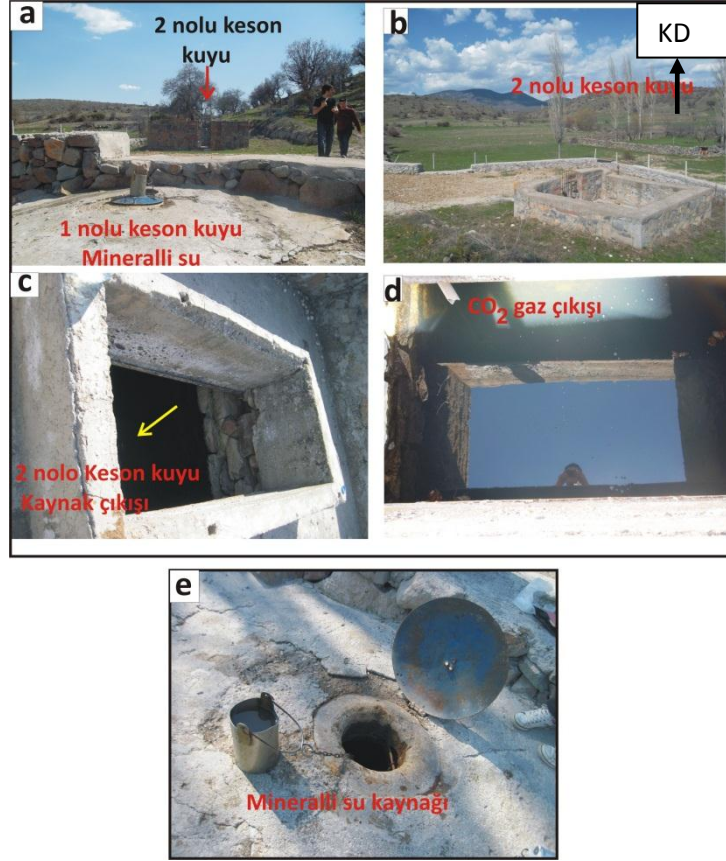 a
2 nolu keson
kuyu
1 nolu keson kuyu
Mineralli su
b
KD
2 nolu keson kuyu
c
2 nolo Keson kuyu
Kaynak çıkışı
d
CO2 gaz çıkışı
e
Mineralli su kaynağı